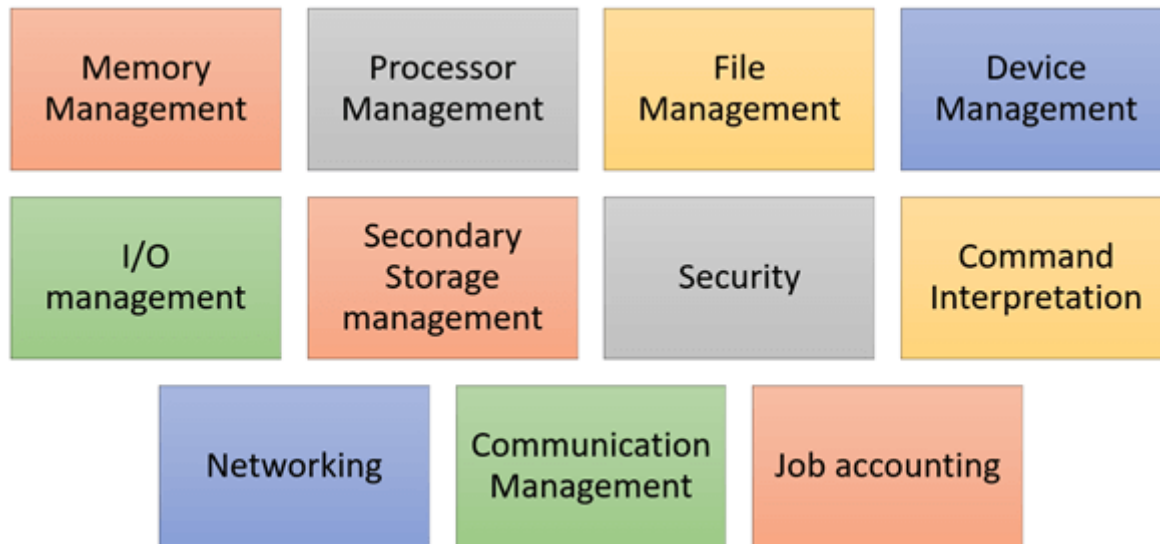 Memory
Management
Processor
Management
File
Management
Device
Management
I/O
management
Secondary
Storage
management
Security
Command
Interpretation
Networking
Communication
Management
Job accounting